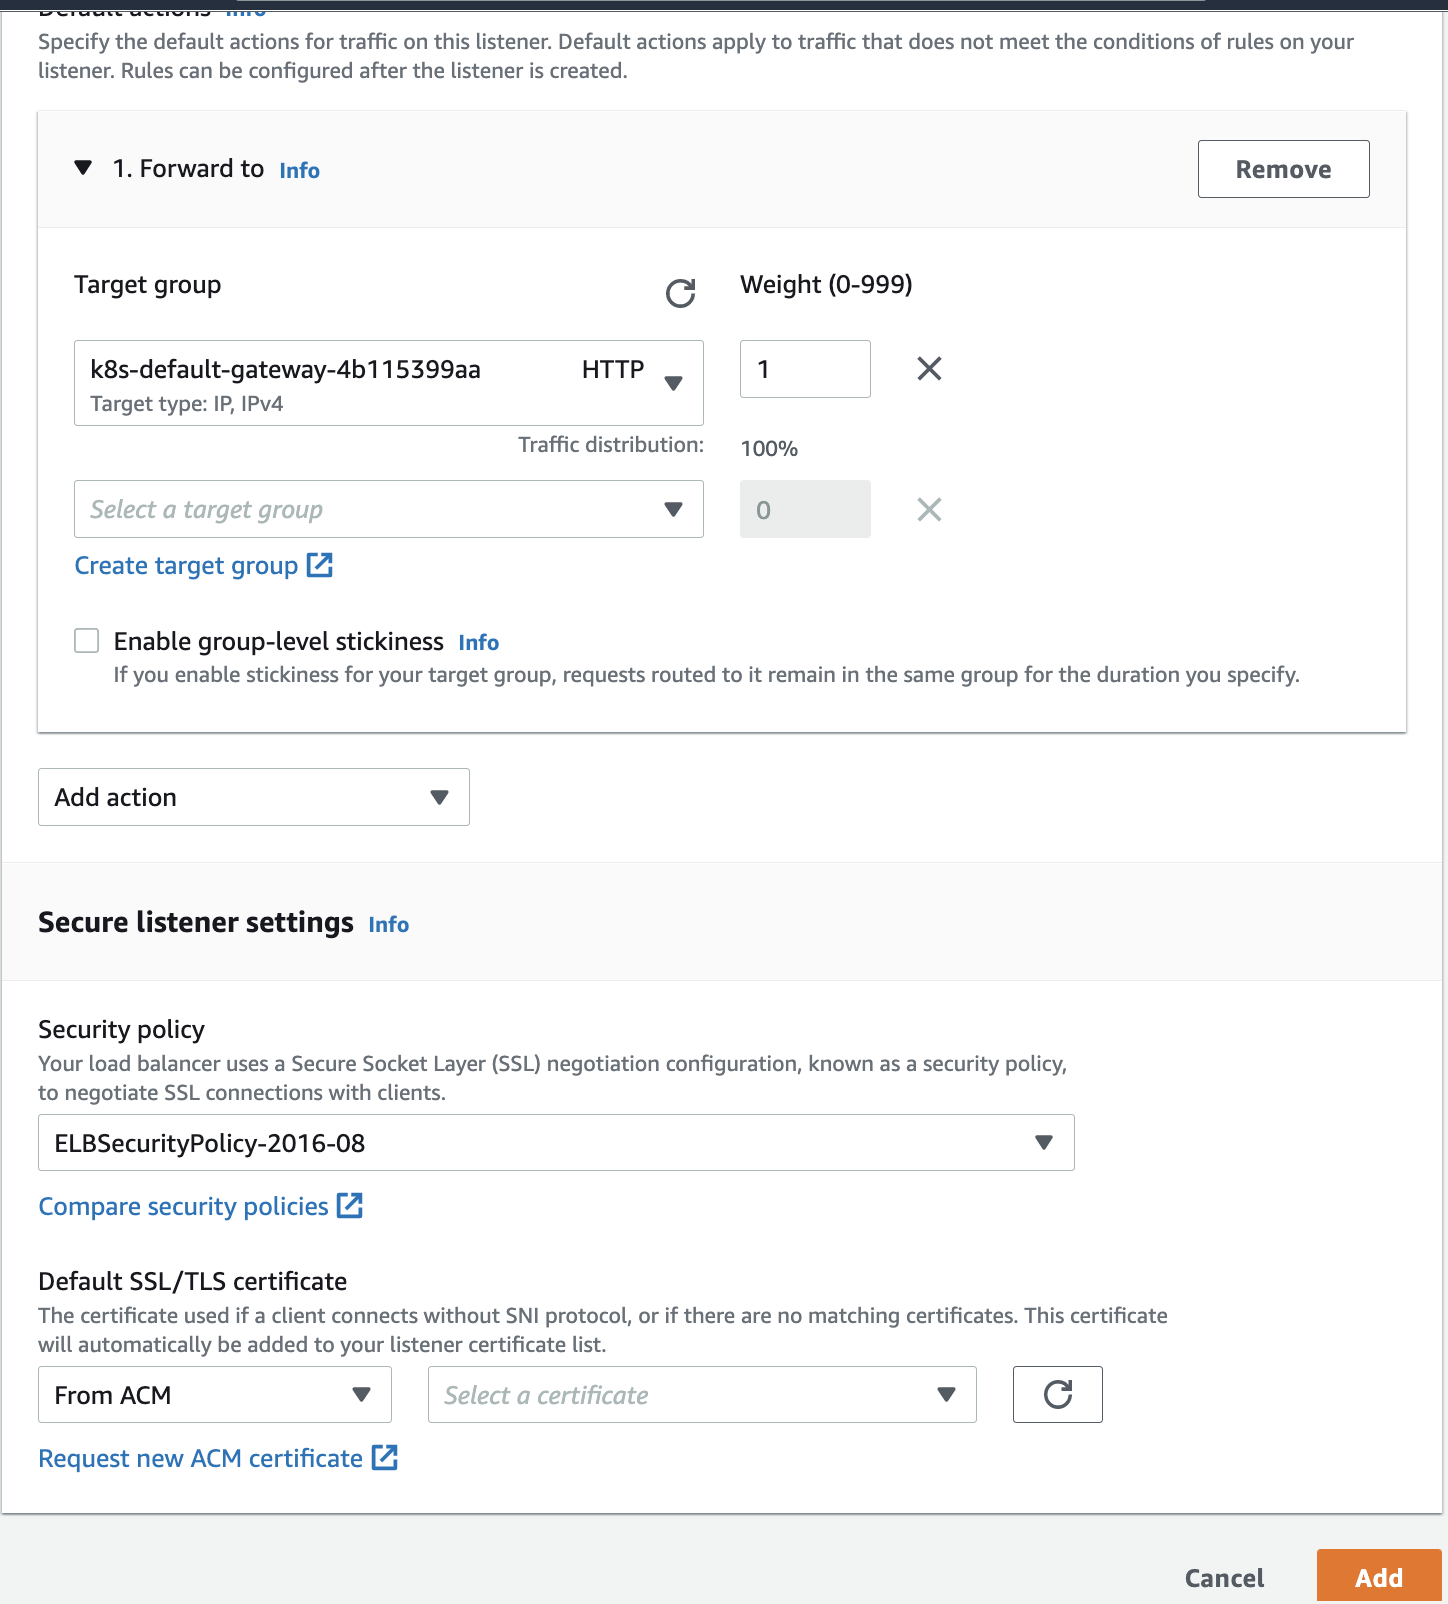 Default actions Info
Specify the default actions for traffic on this listener. Default actions apply to traffic that does not meet the conditions of rules on your
listener. Rules can be configured after the listener is created.
1. Forward to Info
Remove
Target group
Weight (0-999)
k8s-default-gateway-4b115399aa HTTP
Target type: IP, IPv4
1
Traffic distribution: 100%
Select a target group
0
Create target group
Enable group-level stickiness Info
If you enable stickiness for your target group, requests routed to it remain in the same group for the duration you specify.
Add action
Secure listener settings Info
Security policy
Your load balancer uses a Secure Socket Layer (SSL) negotiation configuration, known as a security policy,
to negotiate SSL connections with clients.
ELBSecurityPolicy-2016-08
Compare security policies
Default SSL/TLS certificate
The certificate used if a client connects without SNI protocol, or if there are no matching certificates. This certificate
will automatically be added to your listener certificate list.
From ACM
Select a certificate
Request new ACM certificate
Cancel
Add